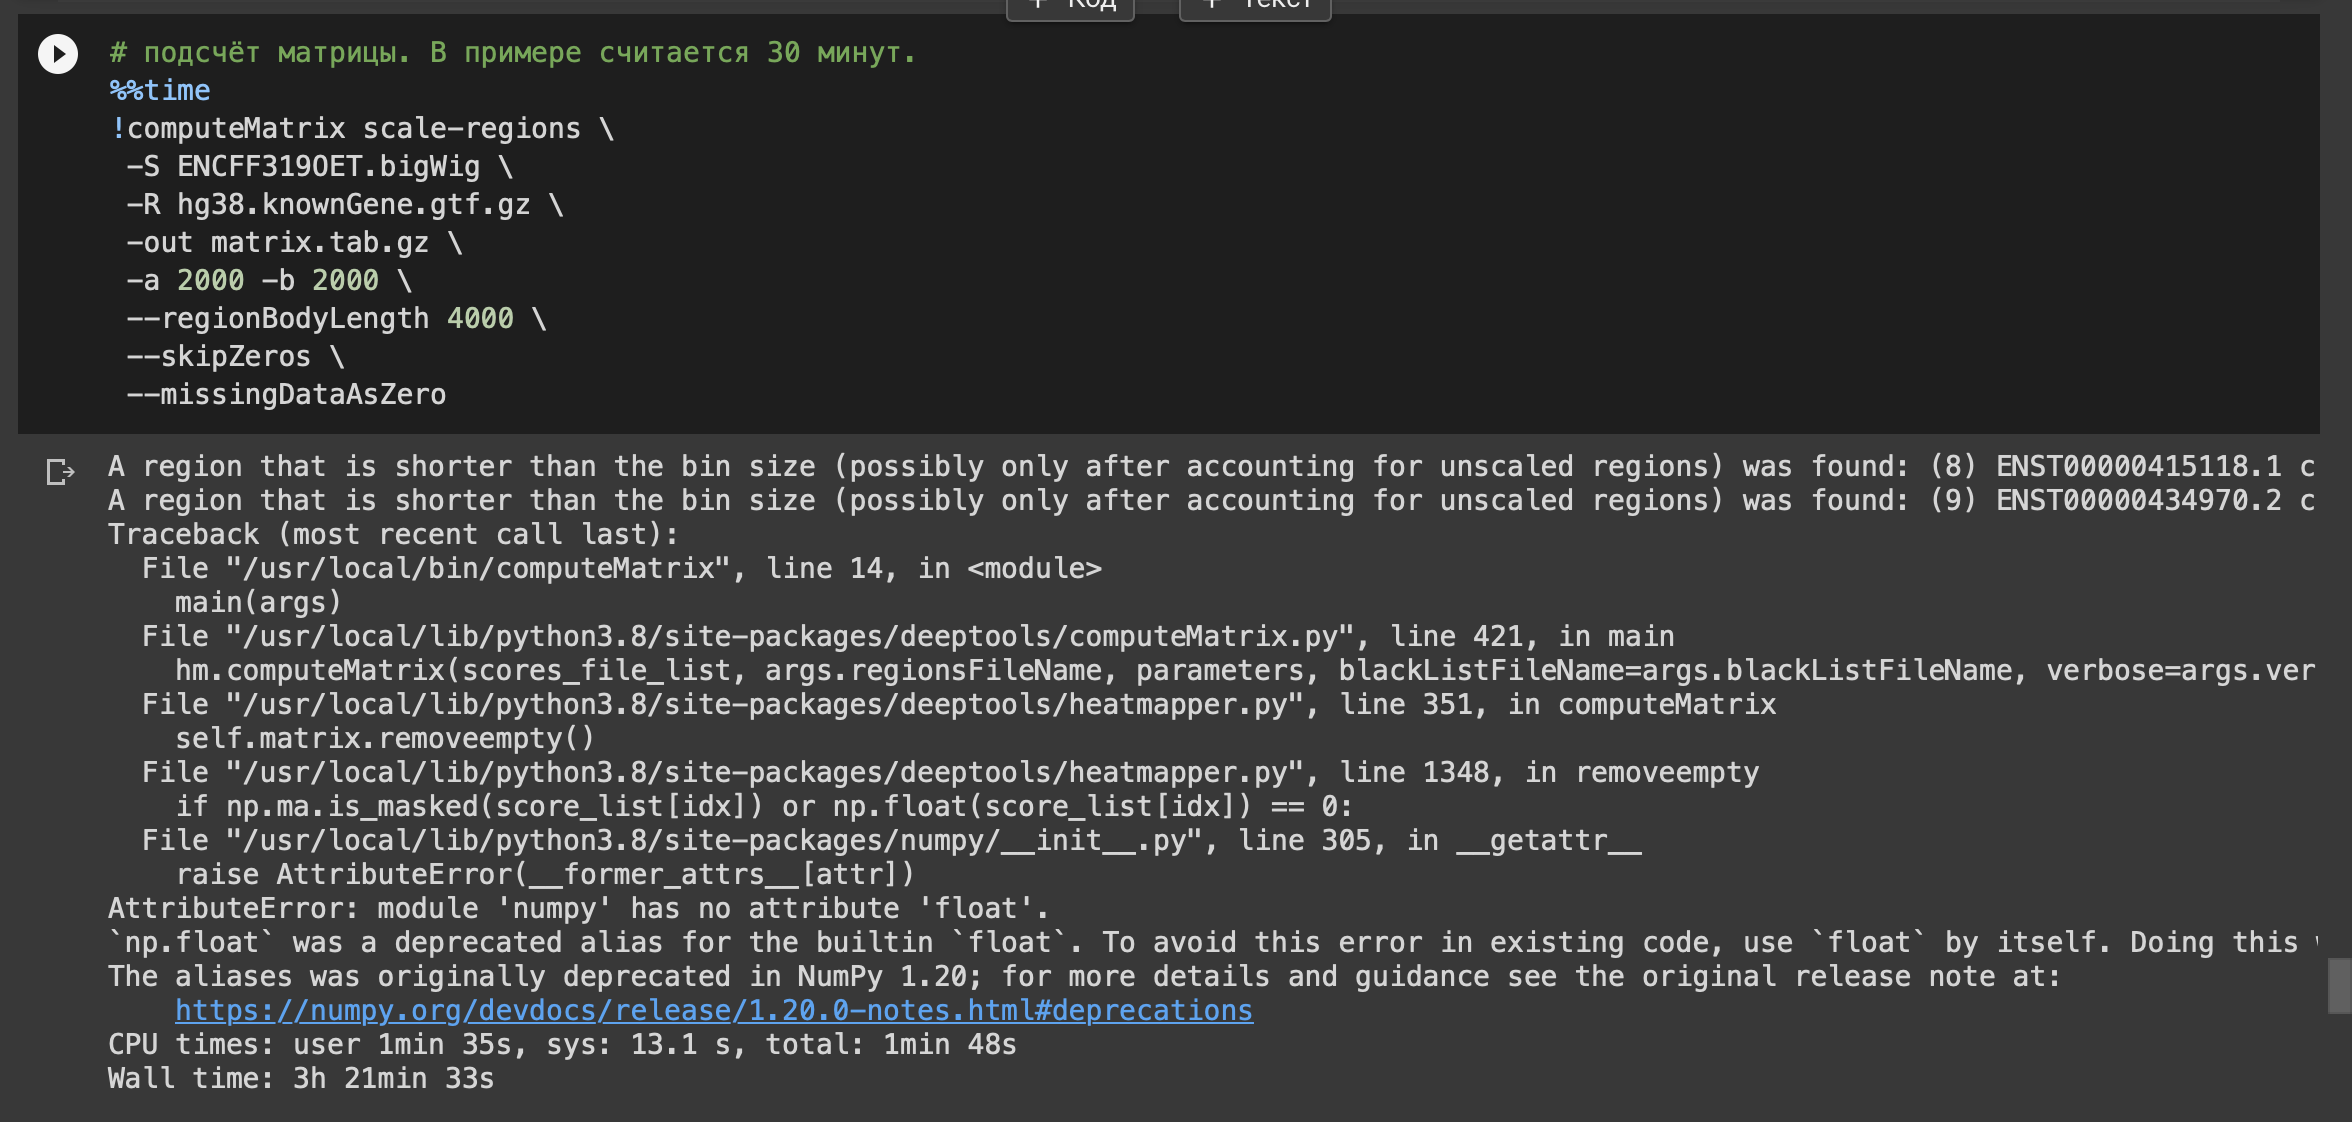 + Код + Текст
# подсчёт матрицы. В примере считается 30 минут.
%%time
!computeMatrix scale-regions \
-S ENCFF319OET.bigWig \
-R hg38.knownGene.gtf.gz \
-out matrix.tab.gz \
-a 2000 -b 2000 \
--regionBodyLength 4000 \
--skipZeros \
--missingDataAsZero
A region that is shorter than the bin size (possibly only after accounting for unscaled regions) was found: (8) ENST00000415118.1 c
A region that is shorter than the bin size (possibly only after accounting for unscaled regions) was found: (9) ENST00000434970.2 c
Traceback (most recent call last):
File "/usr/local/bin/computeMatrix", line 14, in <module>
main(args)
File "/usr/local/lib/python3.8/site-packages/deeptools/computeMatrix.py", line 421, in main
hm.computeMatrix(scores_file_list, args.regionsFileName, parameters, blackListFileName=args.blackListFileName, verbose=args.ver
File "/usr/local/lib/python3.8/site-packages/deeptools/heatmapper.py", line 351, in computeMatrix
self.matrix.removeempty()
File "/usr/local/lib/python3.8/site-packages/deeptools/heatmapper.py", line 1348, in removeempty
if np.ma.is_masked(score_list[idx]) or np.float(score_list[idx]) == 0:
File "/usr/local/lib/python3.8/site-packages/numpy/__init__.py", line 305, in __getattr__
raise AttributeError(__former_attrs__[attr])
AttributeError: module 'numpy' has no attribute 'float'.
`np.float` was a deprecated alias for the builtin `float`. To avoid this error in existing code, use `float` by itself. Doing this
The aliases was originally deprecated in NumPy 1.20; for more details and guidance see the original release note at:
https://numpy.org/devdocs/release/1.20.0-notes.html#deprecations
CPU times: user 1min 35s, sys: 13.1 s, total: 1min 48s
Wall time: 3h 21min 33s